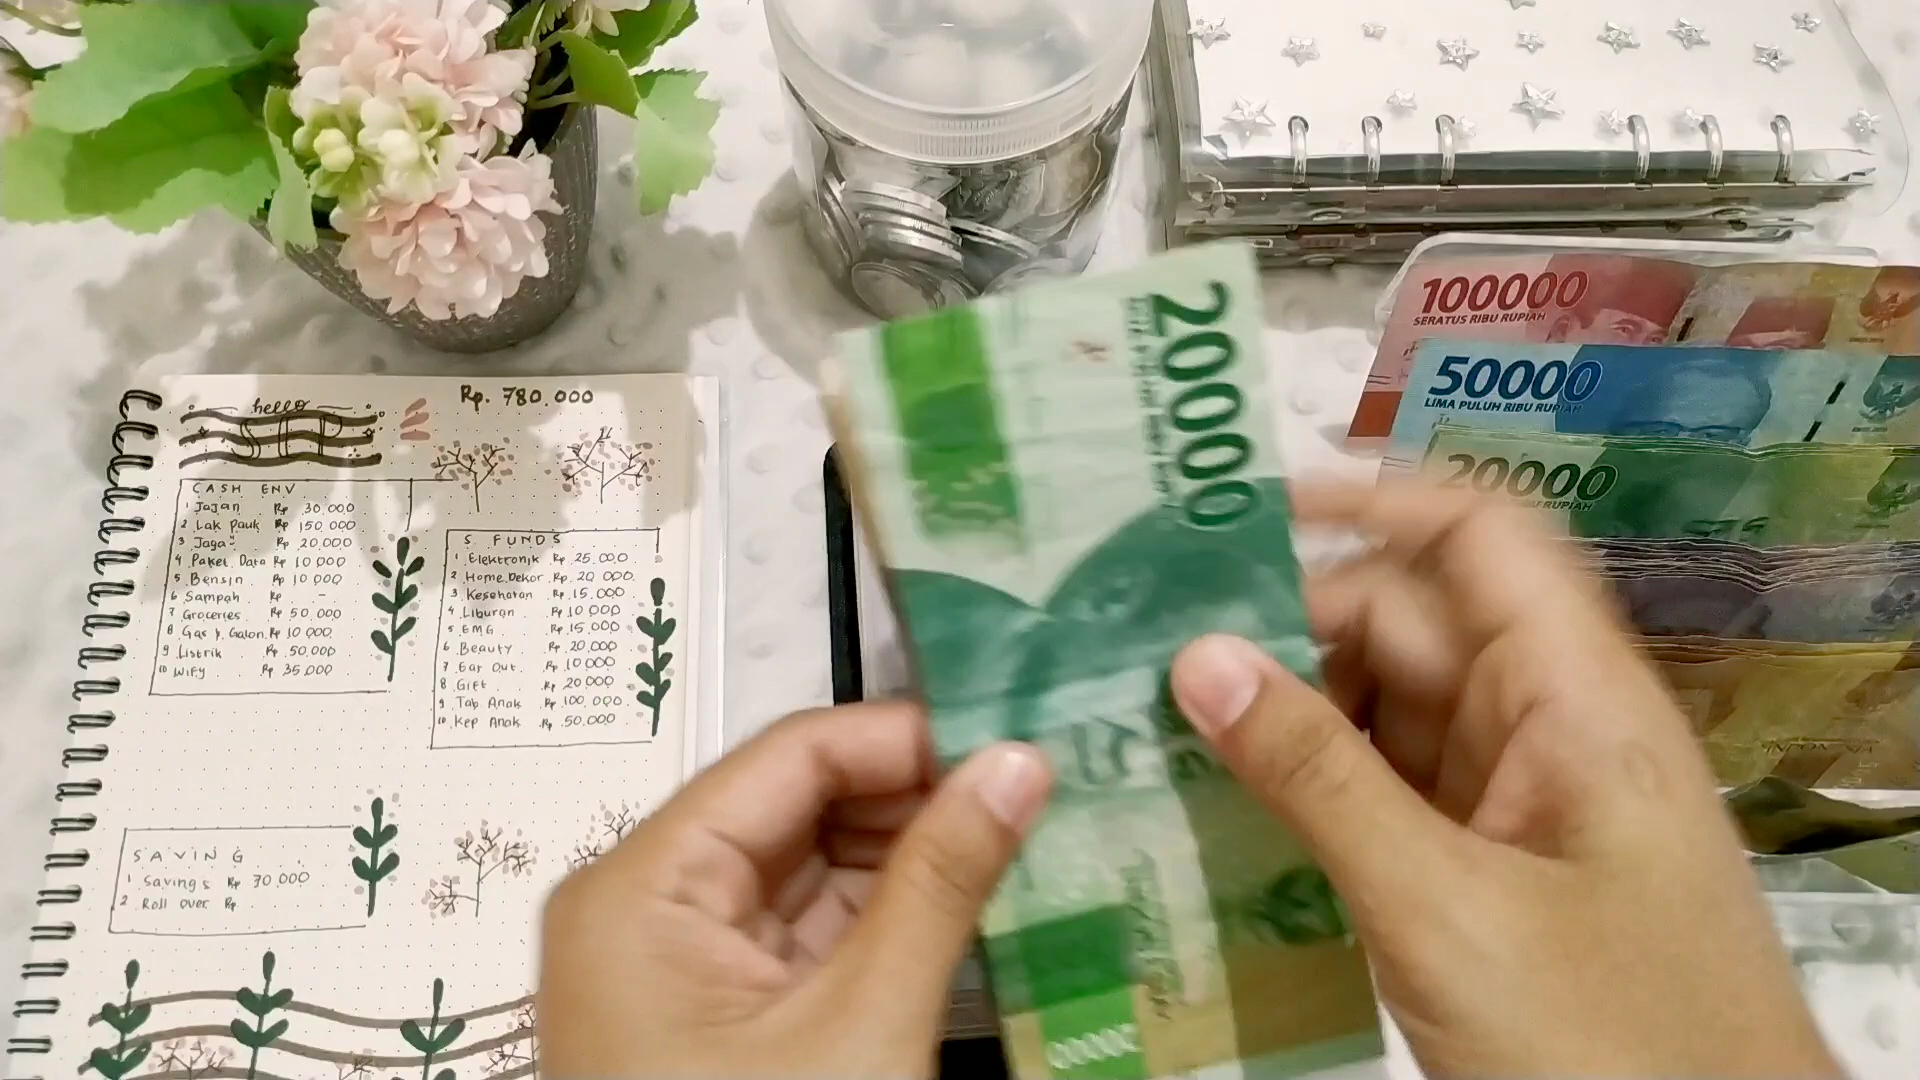 hello
Rp. 780.000
CASH ENV
1 Jajan Rp 30.000
2 Lak Pauk Rp 150.000
3 Jaga² Rp 20.000
4 Paket Data Rp 10.000
5 Bensin Rp 10.000
6 Sampah Rp -
7 Groceries Rp 50.000
8 Gas & Galon Rp 10.000
9 Listrik Rp 50.000
10 Wify Rp 35.000
S FUNDS
1 Elektronik Rp 25.000
2 Home Dekor Rp 20 000
3 Kesehatan Rp 15.000
4 Liburan Rp 10 000
5 EMG Rp 15.000
6 Beauty Rp 20.000
7 Ear Out Rp 10.000
8 Gift Rp 20 000
9 Tab Anak Rp 100.000
10 Kep Anak Rp 50.000
SAVING
1 Savings Rp 30.000
2 Roll Over Rp
20000
100000
SERATUS RIBU RUPIAH
50000
LIMA PULUH RIBU RUPIAH
20000
RUPIAH